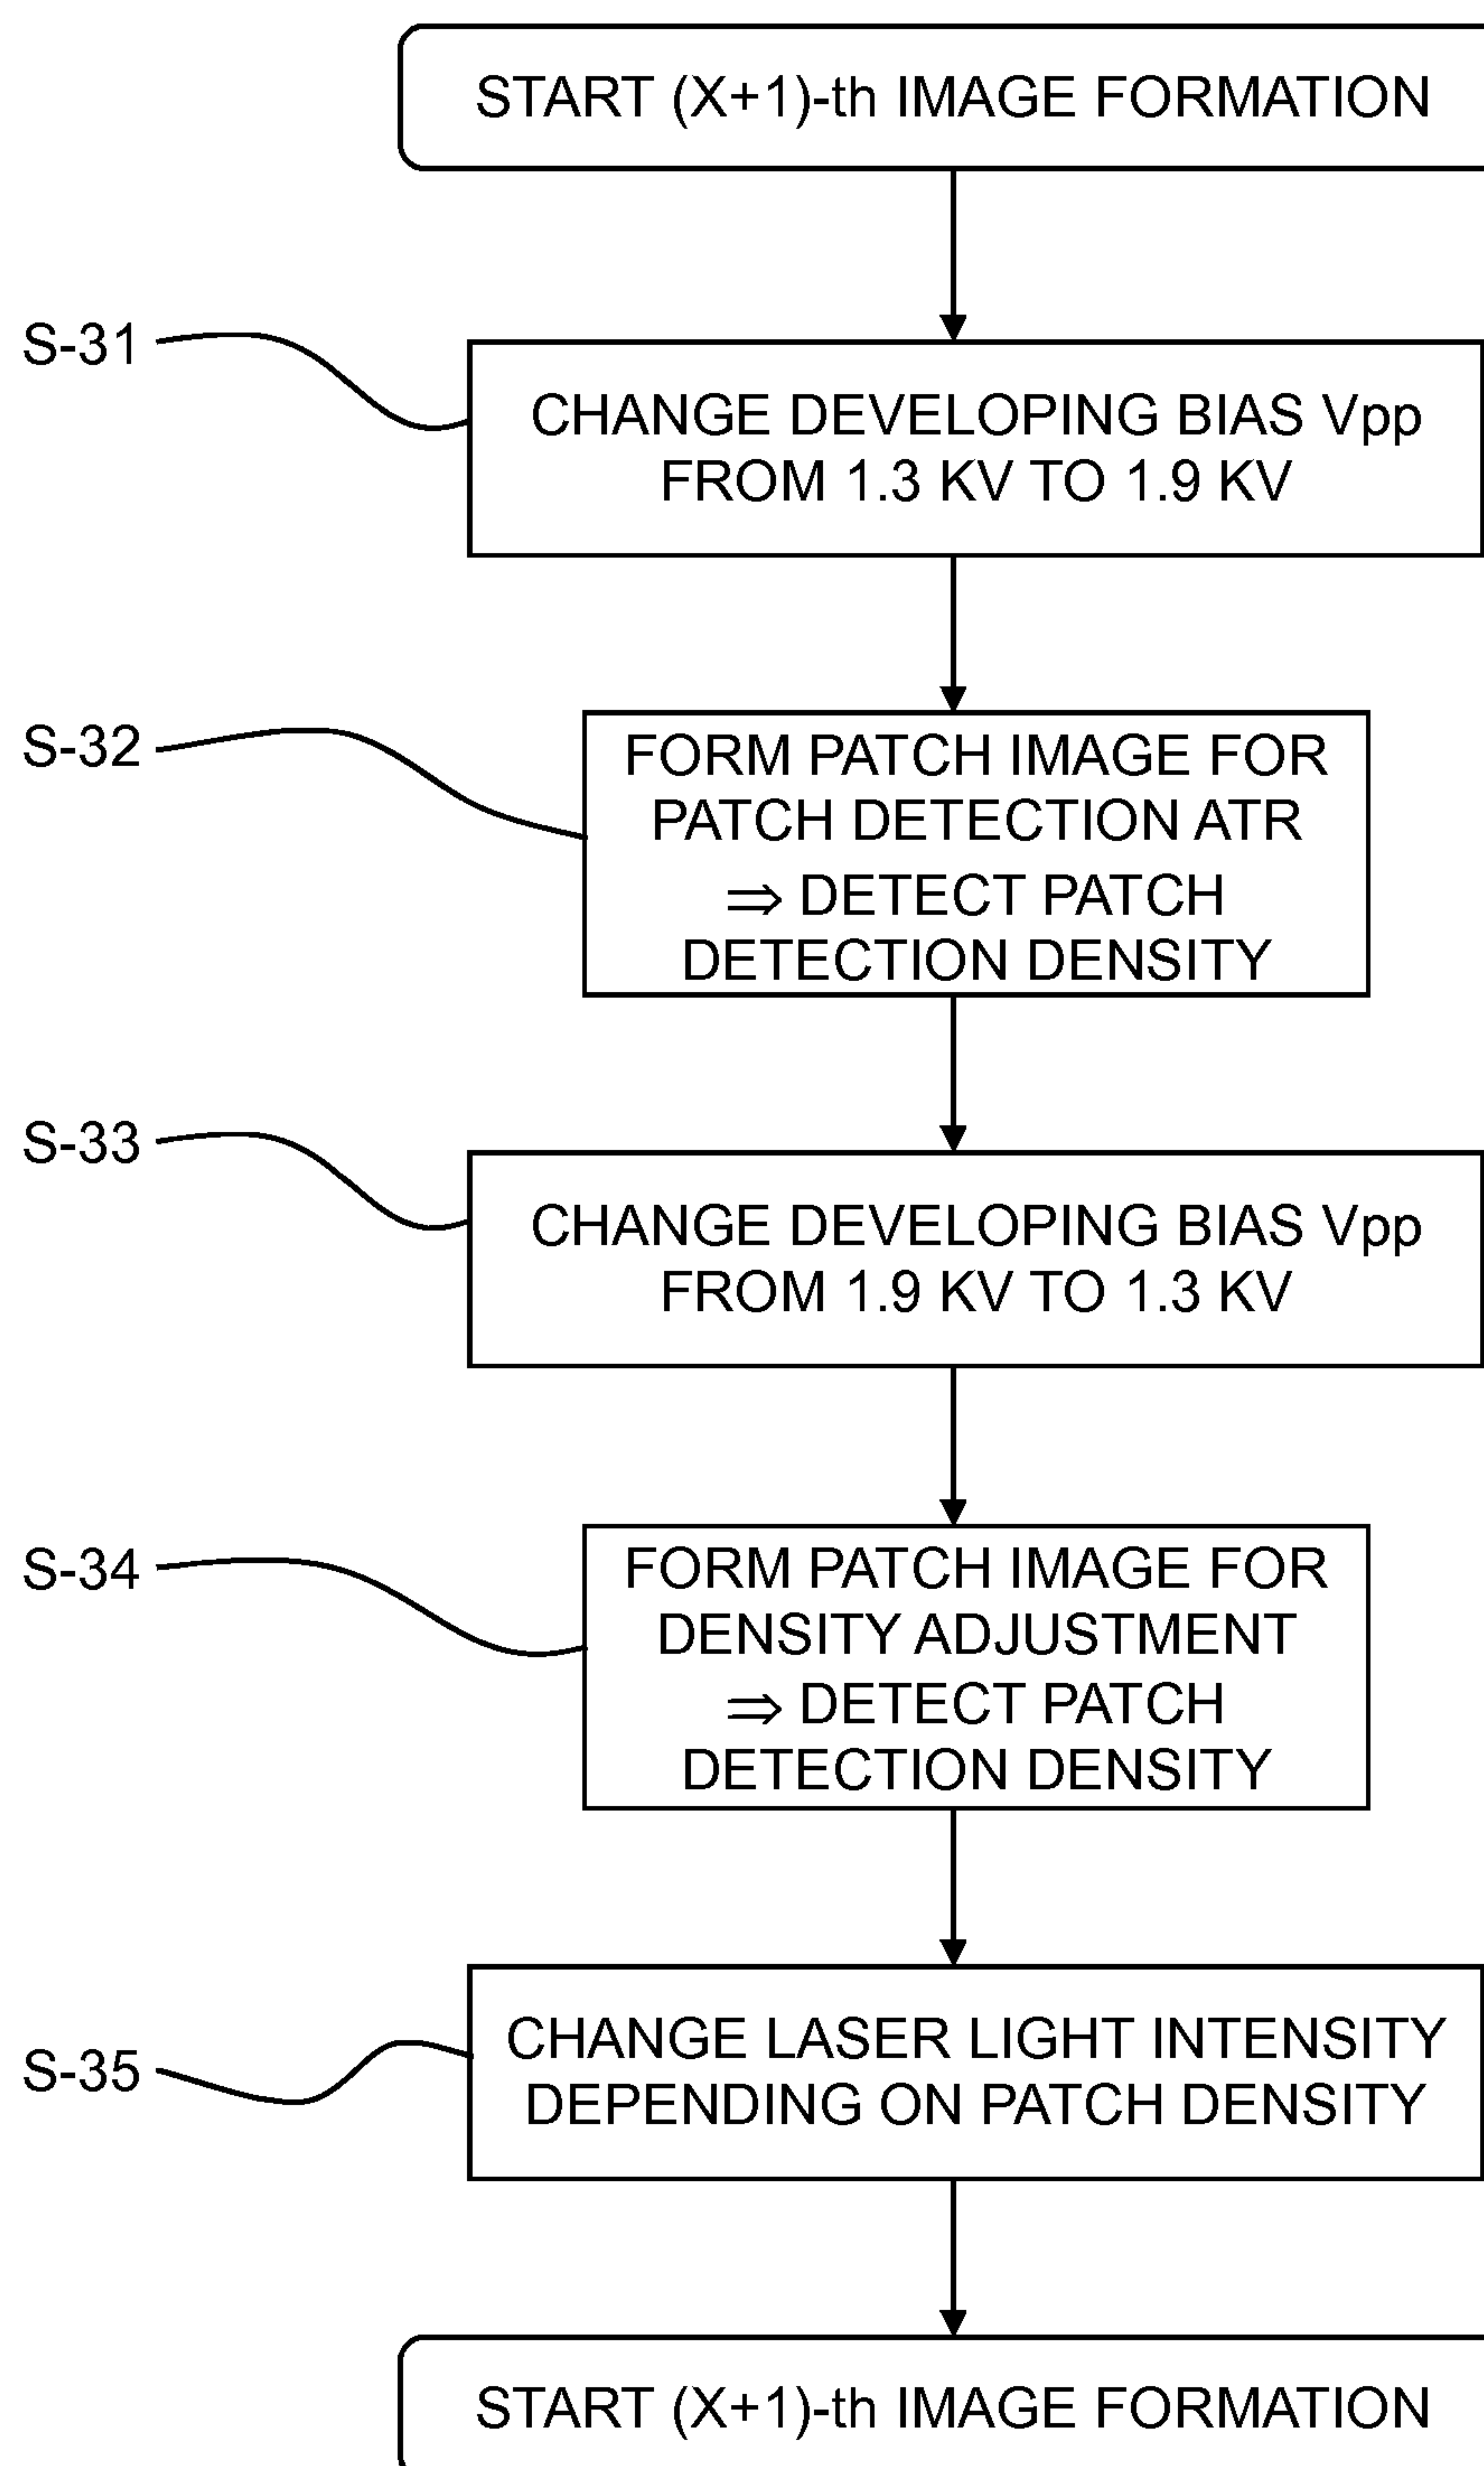 START (X+1)-th IMAGE FORMATION
S-31
CHANGE DEVELOPING BIAS Vpp
FROM 1.3 KV TO 1.9 KV
S-32
FORM PATCH IMAGE FOR
PATCH DETECTION ATR
⇒ DETECT PATCH
DETECTION DENSITY
S-33
CHANGE DEVELOPING BIAS Vpp
FROM 1.9 KV TO 1.3 KV
S-34
FORM PATCH IMAGE FOR
DENSITY ADJUSTMENT
⇒ DETECT PATCH
DETECTION DENSITY
S-35
CHANGE LASER LIGHT INTENSITY
DEPENDING ON PATCH DENSITY
START (X+1)-th IMAGE FORMATION